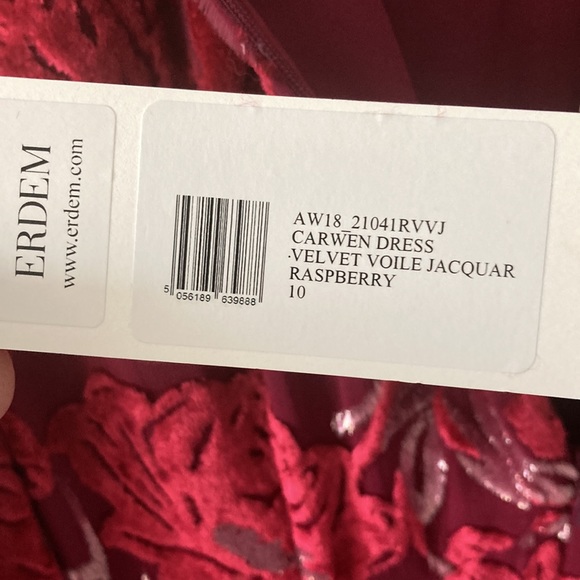 ERDEM
www.erdem.com
AW18_21041RVVJ
CARWEN DRESS
VELVET VOILE JACQUAR
RASPBERRY
10
5 056189 639888